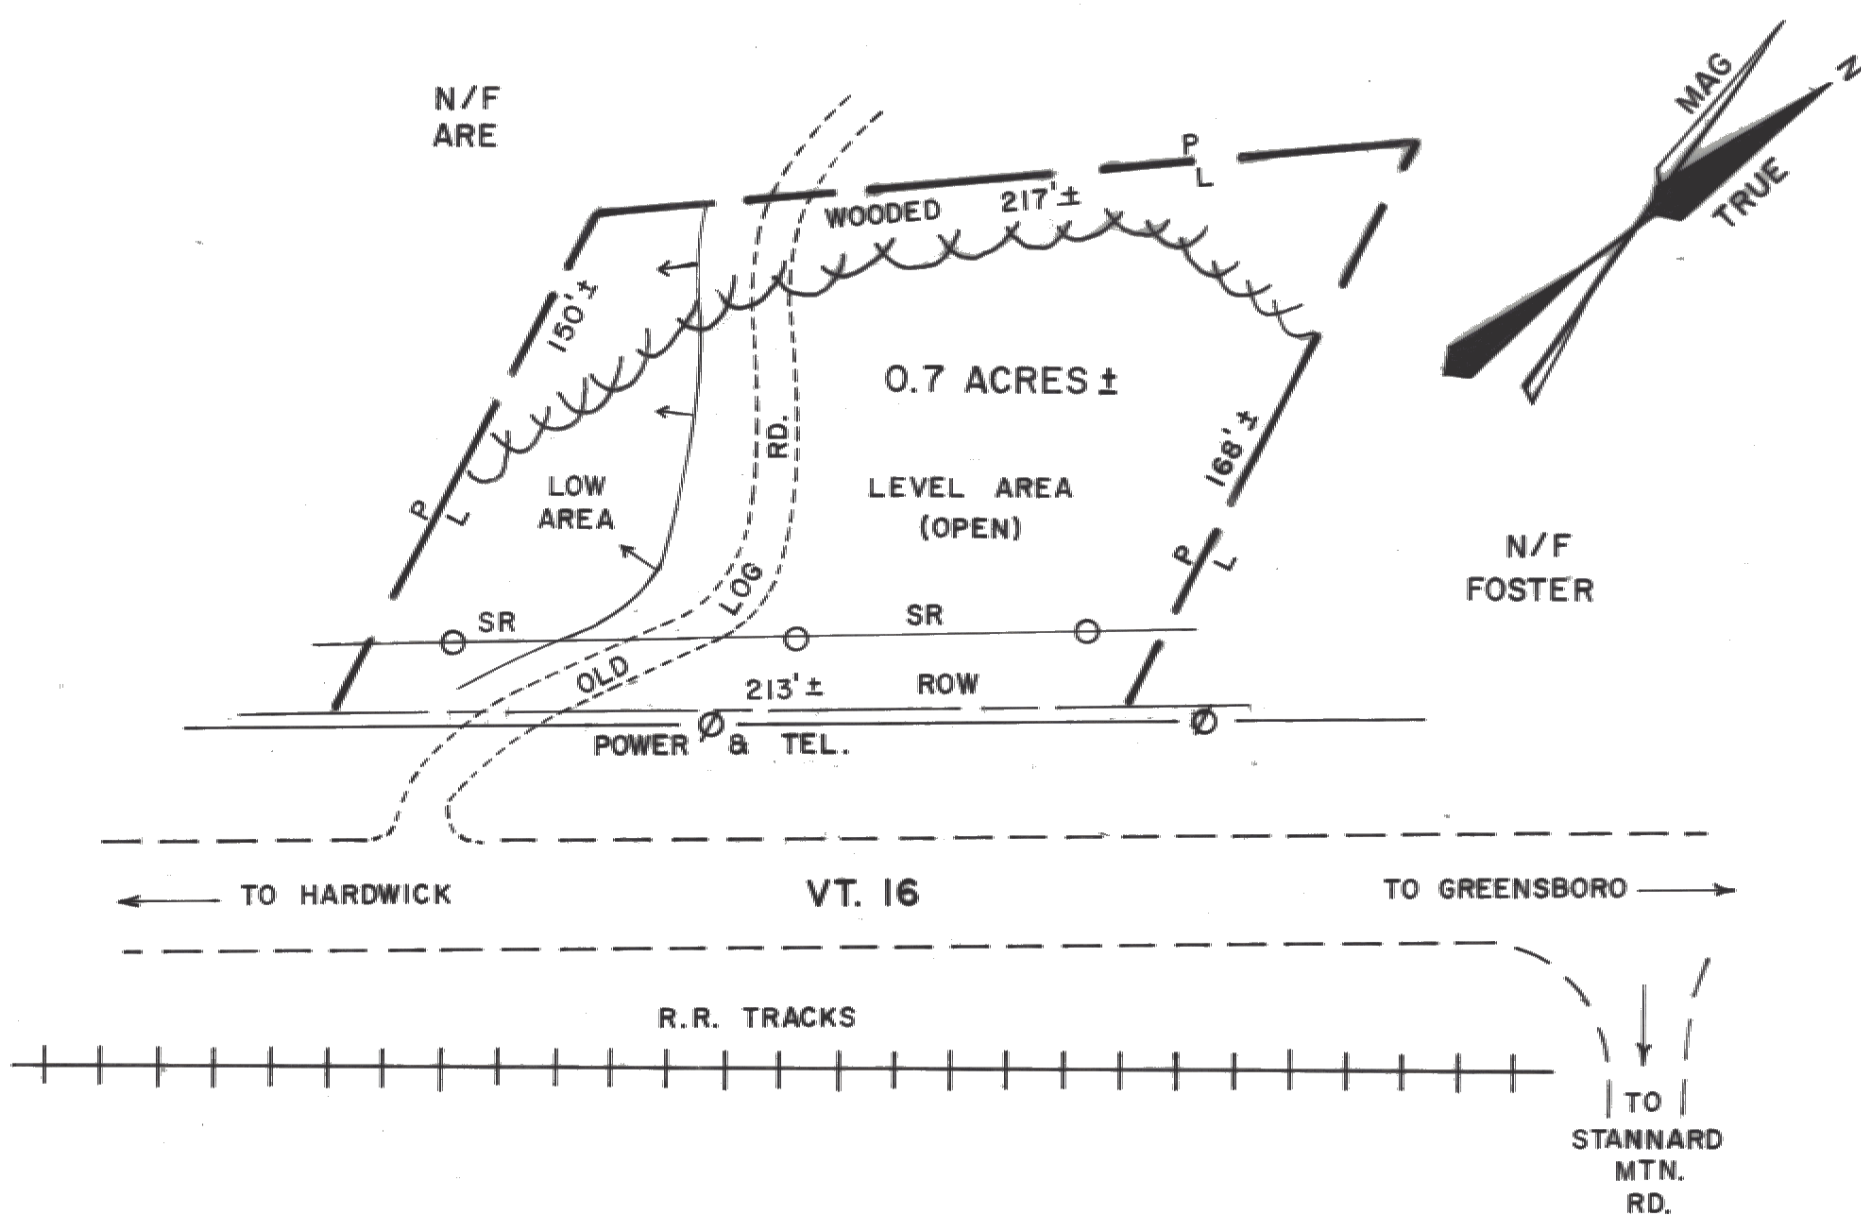 N/F
ARE
P
L
MAG
N
TRUE
WOODED
217'±
150'±
0.7 ACRES ±
RD.
168'±
LOW
AREA
LEVEL AREA
(OPEN)
P
L
P
L
N/F
FOSTER
LOG
SR
SR
OLD
213'±
ROW
POWER & TEL.
TO HARDWICK
VT. 16
TO GREENSBORO
R.R. TRACKS
TO
STANNARD
MTN.
RD.